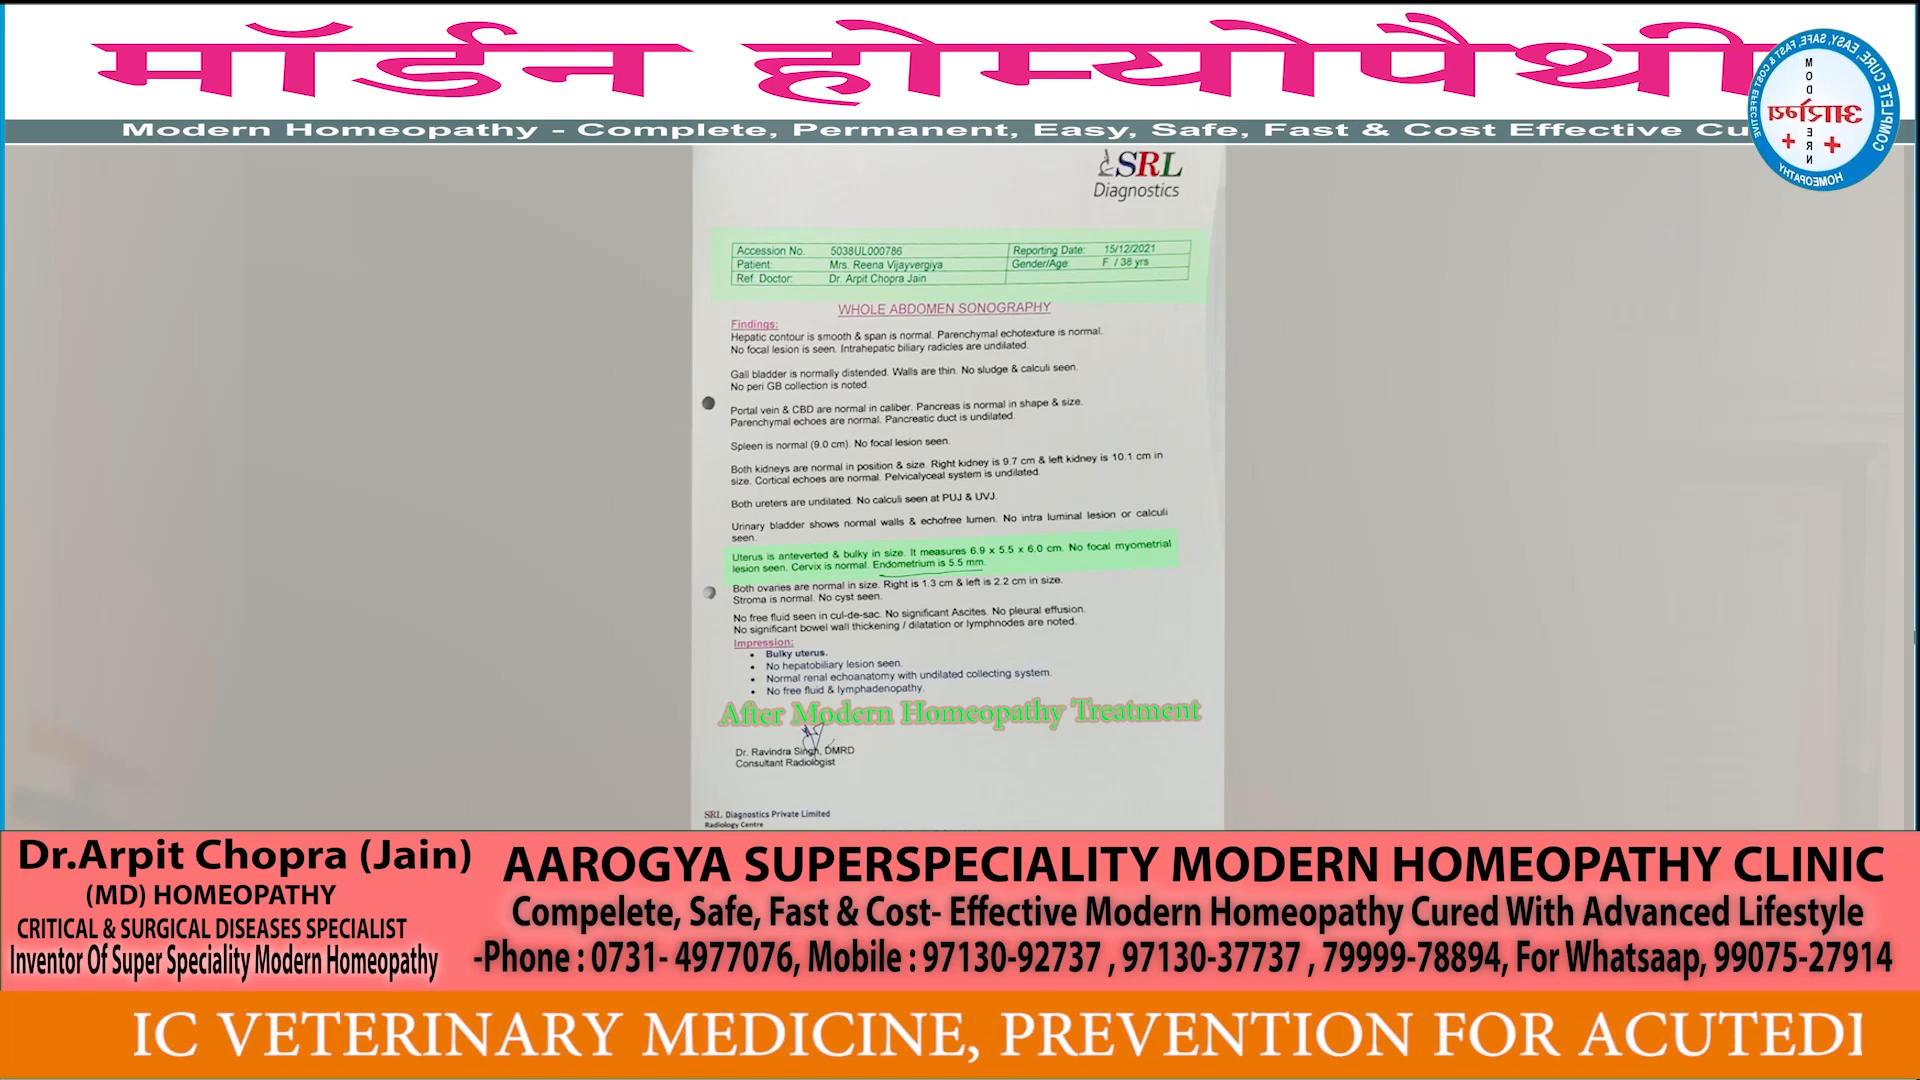 मॉर्डन होम्योपैथी
Modern Homeopathy - Complete, Permanent, Easy, Safe, Fast & Cost Effective Cu
COMPLETE CURE, EASY, SAFE, FAST & COST EFFECTIVE
MODERN
आरोग्य
HOMEOPATHY
SRL
Diagnostics
Accession No. 5038UL000786 Reporting Date: 15/12/2021
Patient: Mrs. Reena Vijayvergiya Gender/Age: F / 38 yrs
Ref. Doctor: Dr. Arpit Chopra Jain
WHOLE ABDOMEN SONOGRAPHY
Findings:
Hepatic contour is smooth & span is normal. Parenchymal echotexture is normal.
No focal lesion is seen. Intrahepatic biliary radicles are undilated.
Gall bladder is normally distended. Walls are thin. No sludge & calculi seen.
No peri GB collection is noted.
Portal vein & CBD are normal in caliber. Pancreas is normal in shape & size.
Parenchymal echoes are normal. Pancreatic duct is undilated.
Spleen is normal (9.0 cm). No focal lesion seen.
Both kidneys are normal in position & size. Right kidney is 9.7 cm & left kidney is 10.1 cm in
size. Cortical echoes are normal. Pelvicalyceal system is undilated.
Both ureters are undilated. No calculi seen at PUJ & UVJ.
Urinary bladder shows normal walls & echofree lumen. No intra luminal lesion or calculi
seen.
Uterus is anteverted & bulky in size. It measures 6.9 x 5.5 x 6.0 cm. No focal myometrial
lesion seen. Cervix is normal. Endometrium is 5.5 mm.
Both ovaries are normal in size. Right is 1.3 cm & left is 2.2 cm in size.
Stroma is normal. No cyst seen.
No free fluid seen in cul-de-sac. No significant Ascites. No pleural effusion.
No significant bowel wall thickening / dilatation or lymphnodes are noted.
Impression:
• Bulky uterus.
• No hepatobiliary lesion seen.
• Normal renal echoanatomy with undilated collecting system.
• No free fluid & lymphadenopathy.
After Modern Homeopathy Treatment
Dr. Ravindra Singh, DMRD
Consultant Radiologist
SRL Diagnostics Private Limited
Radiology Centre
Dr.Arpit Chopra (Jain)
(MD) HOMEOPATHY
CRITICAL & SURGICAL DISEASES SPECIALIST
Inventor Of Super Speciality Modern Homeopathy
AAROGYA SUPERSPECIALITY MODERN HOMEOPATHY CLINIC
Compelete, Safe, Fast & Cost- Effective Modern Homeopathy Cured With Advanced Lifestyle
-Phone : 0731- 4977076, Mobile : 97130-92737 , 97130-37737 , 79999-78894, For Whatsaap, 99075-27914
IC VETERINARY MEDICINE, PREVENTION FOR ACUTEDI